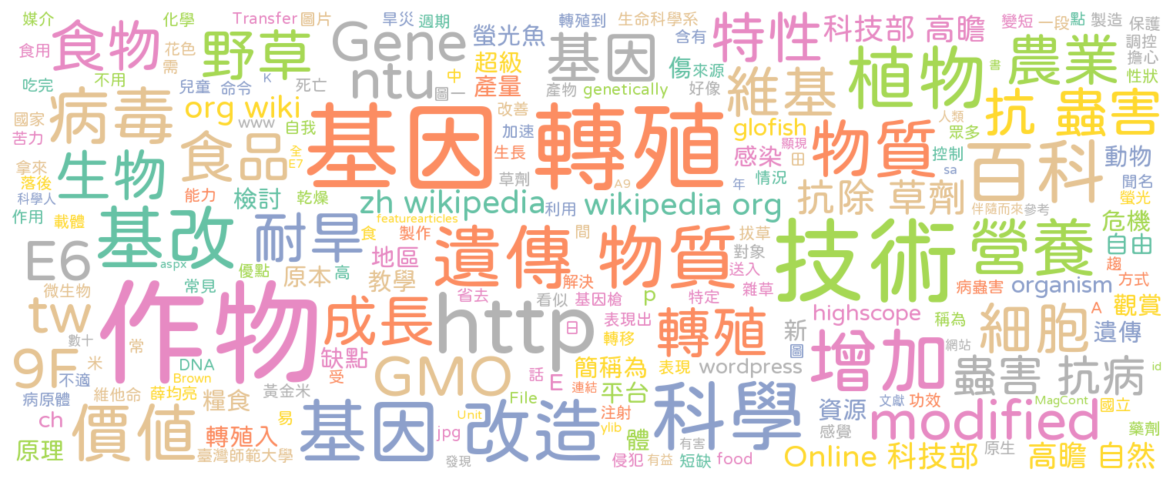 媒介
化學
Transfer
圖片
旱災
週期
轉殖到
生命科學系
變短
一段
點
製造
保護
食物
食用
花色
需
野草
Gene
螢光魚
基因
含有
特性
科技部 高瞻
農業
調控
擔心
吃完
不用
兒童
命令
K
死亡
ntu
超級
中
產量
圖一
產物
genetically
傷
來源
好像
維基
植物
書
性狀
國家
病毒
org wiki
苦力
www
自我
改善
基因 轉殖
glofish
人類
眾多
抗 蟲害
拿來
生物
食品
全
E7
加速
生長
感染
顯現
田
物質
控制
百科
動物
落後
科學人
能力
檢討
乾燥
草劑
A9
年
情況
sa
抗除 草劑
聞名
螢光
作用
載體
基改
耐旱
zh wikipedia
利用
wikipedia org
伴隨而來
參考
featurearticles
危機
E6
aspx
優點
原本
高
食
製作
地區
教學
遺傳 物質
間
拔草
對象
送入
技術
營養
自由
趨
微生物
常見
省去
看似
解決
基因槍
特定
雜草
病蟲害
方式
tw
數十
作物
成長
http
日
p
表現出
轉移
轉殖
highscope
稱為
organism
A
觀賞
9F
米
常
DNA
缺點
受
GMO
話
E
連結
簡稱為
表現
新
圖
wordpress
增加
網站
細胞
遺傳
id
不適
病原體
維他命
Brown
薛均亮
黃金米
糧食
File
平台
蟲害 抗病
MagCont
國立
ch
價值
易
轉殖入
基因 改造
Unit
注射
ylib
體
科學
資源
文獻
功效
modified
藥劑
原理
臺灣師範大學
jpg
發現
侵犯
有益
有害
短缺
food
感覺
Online 科技部
原生
高瞻 自然